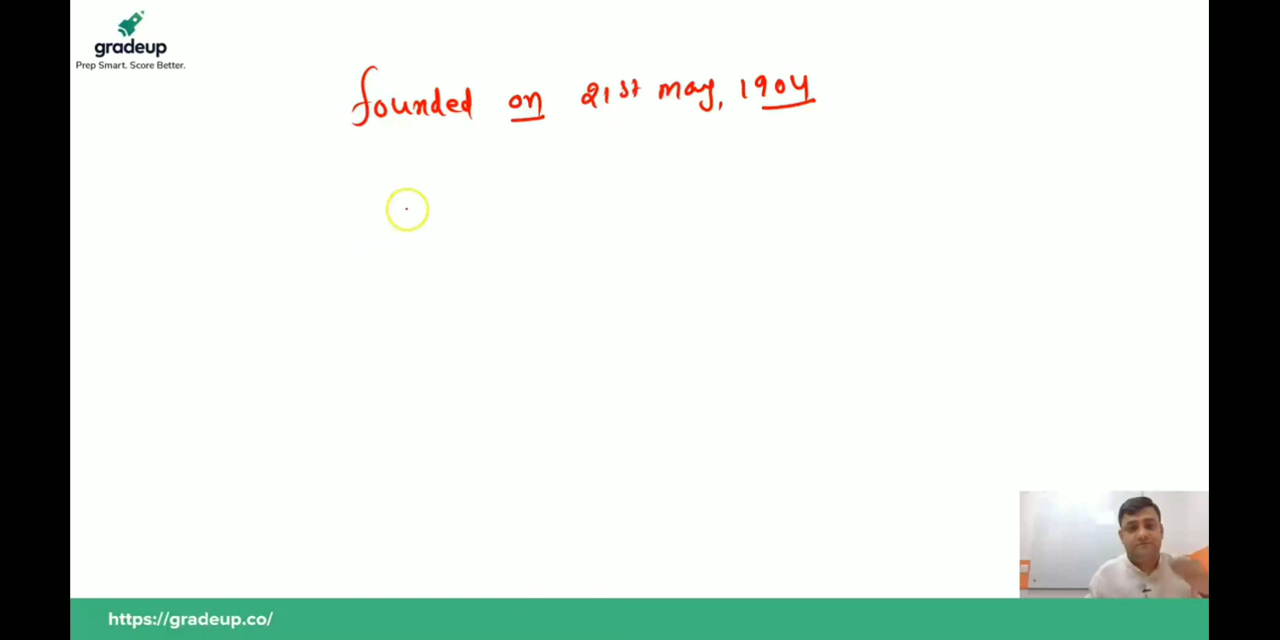 gradeup
Prep Smart. Score Better.
founded on 21st may, 1904
https://gradeup.co/